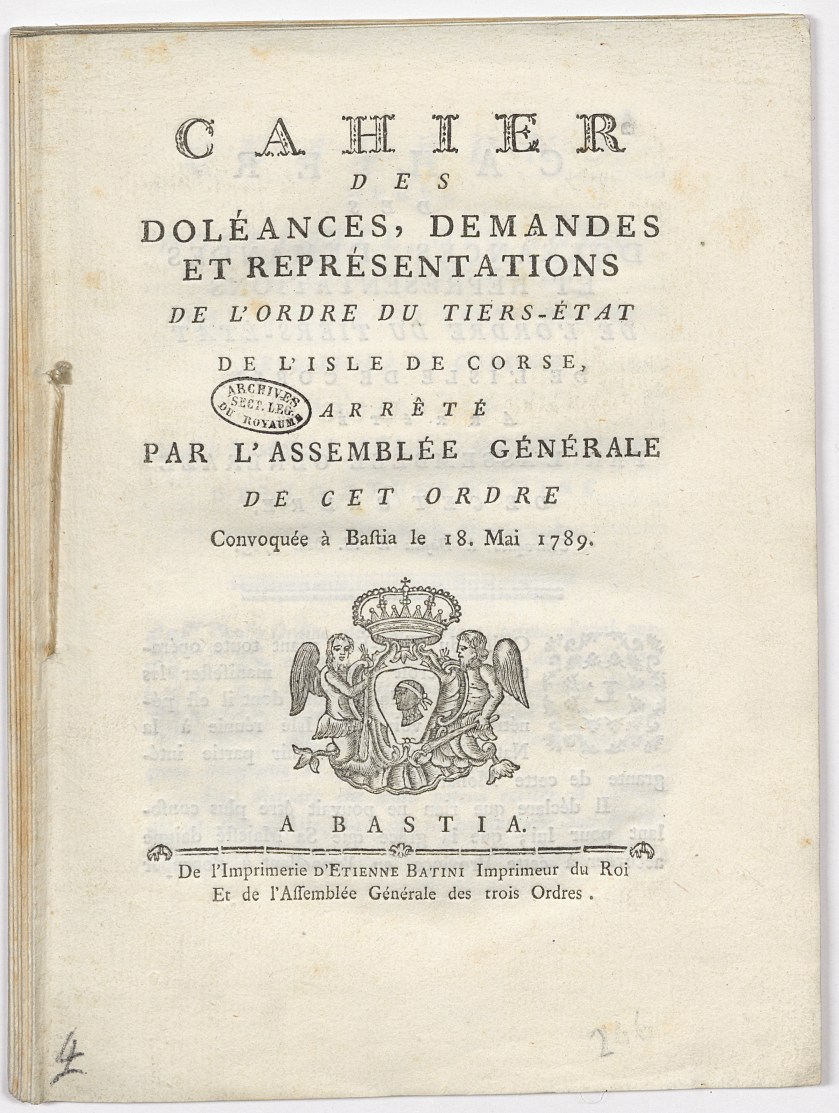 CAHIER
DES
DOLÉANCES, DEMANDES
ET REPRÉSENTATIONS
DE L'ORDRE DU TIERS-ÉTAT
DE L'ISLE DE CORSE,
ARCHIVES
SECT. LEG.
DU ROYAUME
ARRÊTÉ
PAR L'ASSEMBLÉE GÉNÉRALE
DE CET ORDRE
Convoquée à Baſtia le 18. Mai 1789.
A BASTIA.
De l'Imprimerie D'ETIENNE BATINI Imprimeur du Roi
Et de l'Aſſemblée Générale des trois Ordres.
4